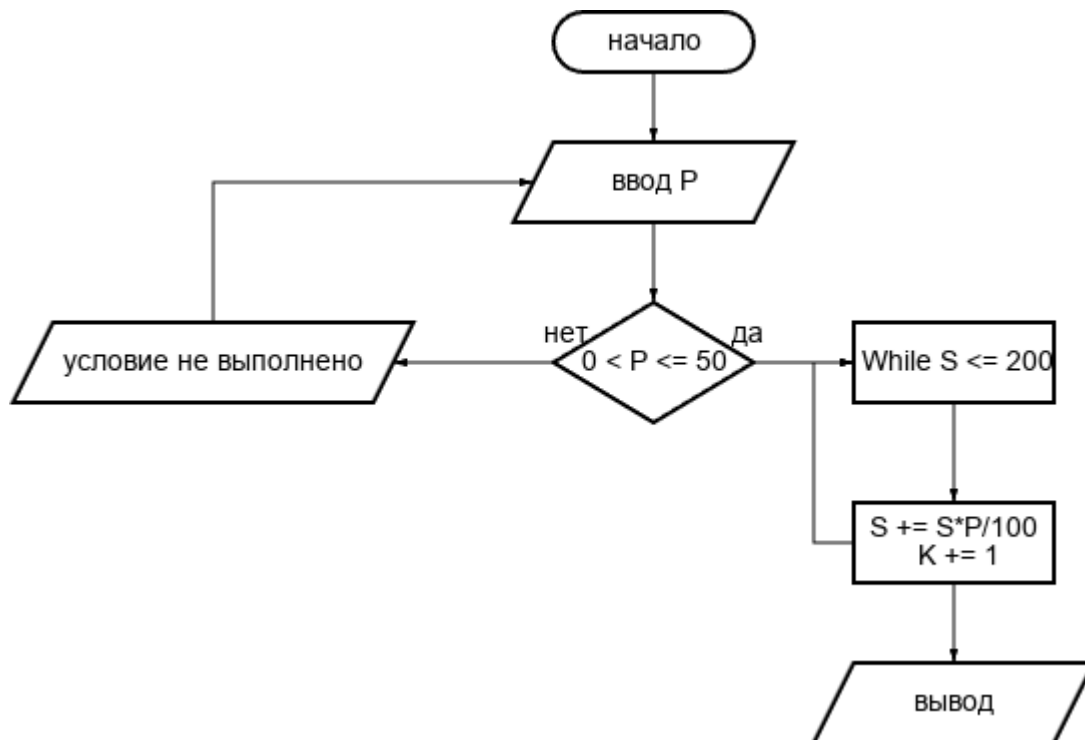 начало
ввод P
нет
да
условие не выполнено
0 < P <= 50
While S <= 200
S += S*P/100
K += 1
вывод